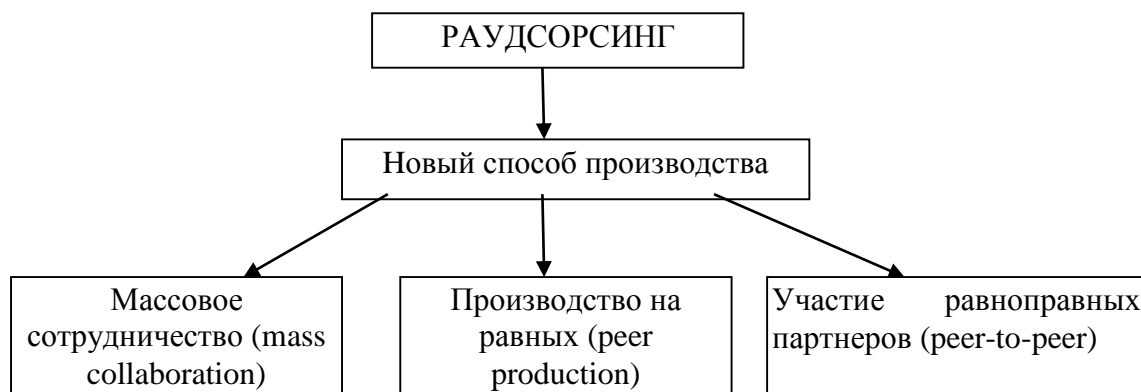 РАУДСОРСИНГ
Новый способ производства
Массовое
сотрудничество (mass
collaboration)
Производство на
равных (peer
production)
Участие равноправных
партнеров (peer-to-peer)